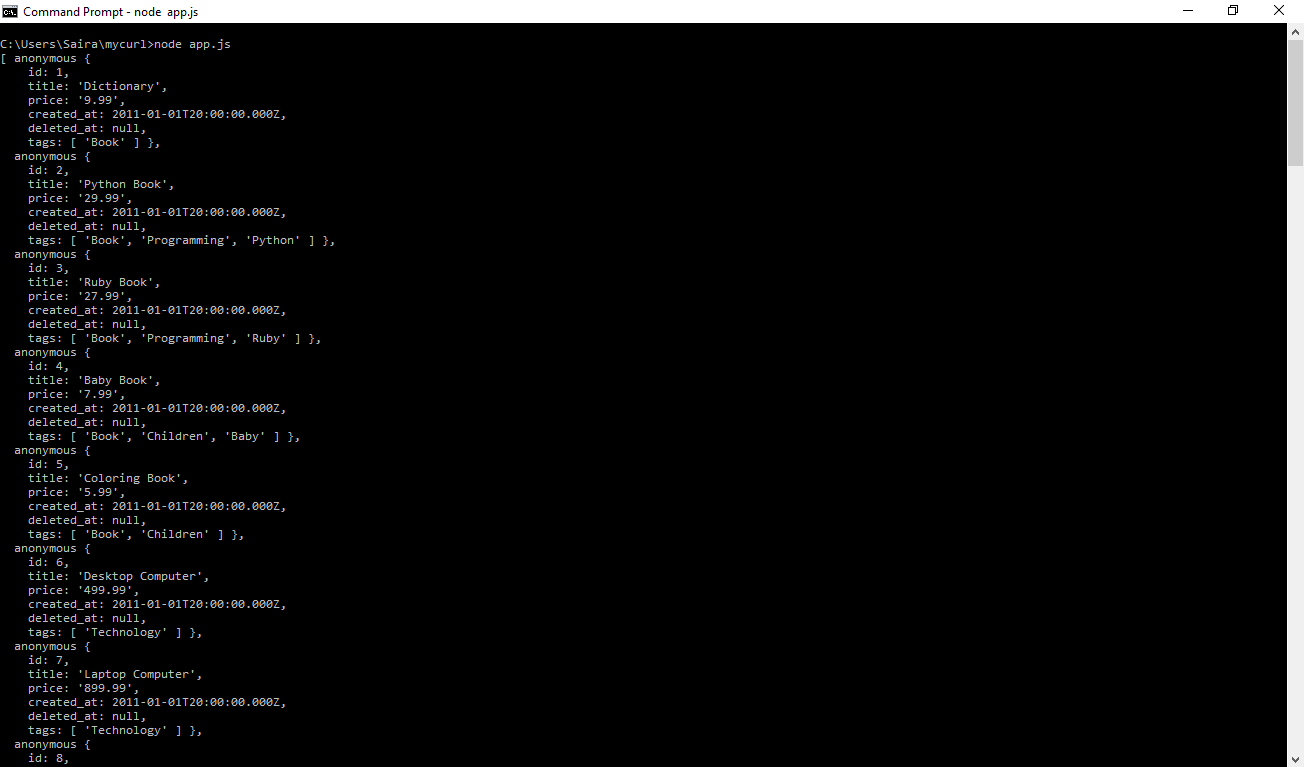 Command Prompt - node  app.js
C:\Users\Saira\mycurl>node app.js
[ anonymous {
    id: 1,
    title: 'Dictionary',
    price: '9.99',
    created_at: 2011-01-01T20:00:00.000Z,
    deleted_at: null,
    tags: [ 'Book' ] },
  anonymous {
    id: 2,
    title: 'Python Book',
    price: '29.99',
    created_at: 2011-01-01T20:00:00.000Z,
    deleted_at: null,
    tags: [ 'Book', 'Programming', 'Python' ] },
  anonymous {
    id: 3,
    title: 'Ruby Book',
    price: '27.99',
    created_at: 2011-01-01T20:00:00.000Z,
    deleted_at: null,
    tags: [ 'Book', 'Programming', 'Ruby' ] },
  anonymous {
    id: 4,
    title: 'Baby Book',
    price: '7.99',
    created_at: 2011-01-01T20:00:00.000Z,
    deleted_at: null,
    tags: [ 'Book', 'Children', 'Baby' ] },
  anonymous {
    id: 5,
    title: 'Coloring Book',
    price: '5.99',
    created_at: 2011-01-01T20:00:00.000Z,
    deleted_at: null,
    tags: [ 'Book', 'Children' ] },
  anonymous {
    id: 6,
    title: 'Desktop Computer',
    price: '499.99',
    created_at: 2011-01-01T20:00:00.000Z,
    deleted_at: null,
    tags: [ 'Technology' ] },
  anonymous {
    id: 7,
    title: 'Laptop Computer',
    price: '899.99',
    created_at: 2011-01-01T20:00:00.000Z,
    deleted_at: null,
    tags: [ 'Technology' ] },
  anonymous {
    id: 8,